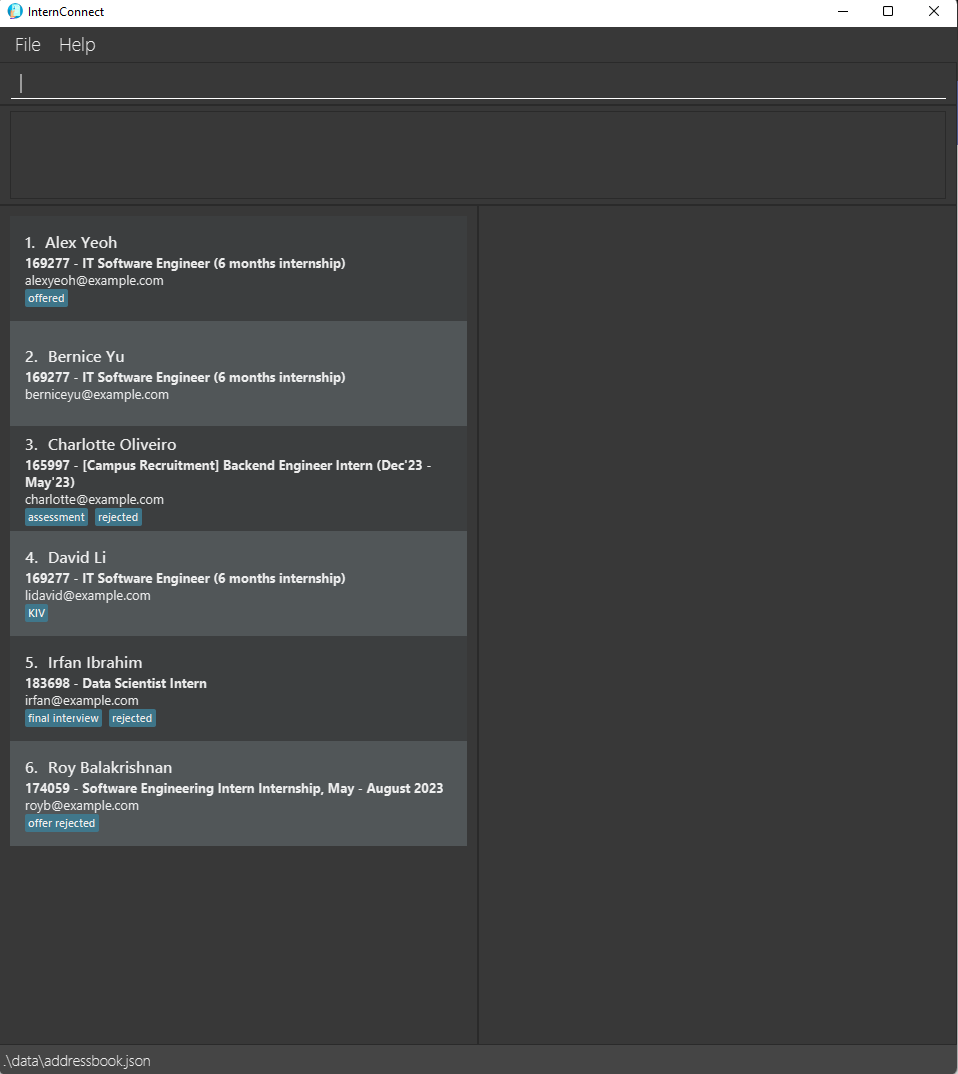 InternConnect
File Help
1. Alex Yeoh
169277 - IT Software Engineer (6 months internship)
alexyeoh@example.com
offered
2. Bernice Yu
169277 - IT Software Engineer (6 months internship)
berniceyu@example.com
3. Charlotte Oliveiro
165997 - [Campus Recruitment] Backend Engineer Intern (Dec'23 -
May'23)
charlotte@example.com
assessment rejected
4. David Li
169277 - IT Software Engineer (6 months internship)
lidavid@example.com
KIV
5. Irfan Ibrahim
183698 - Data Scientist Intern
irfan@example.com
final interview rejected
6. Roy Balakrishnan
174059 - Software Engineering Intern Internship, May - August 2023
royb@example.com
offer rejected
.\data\addressbook.json